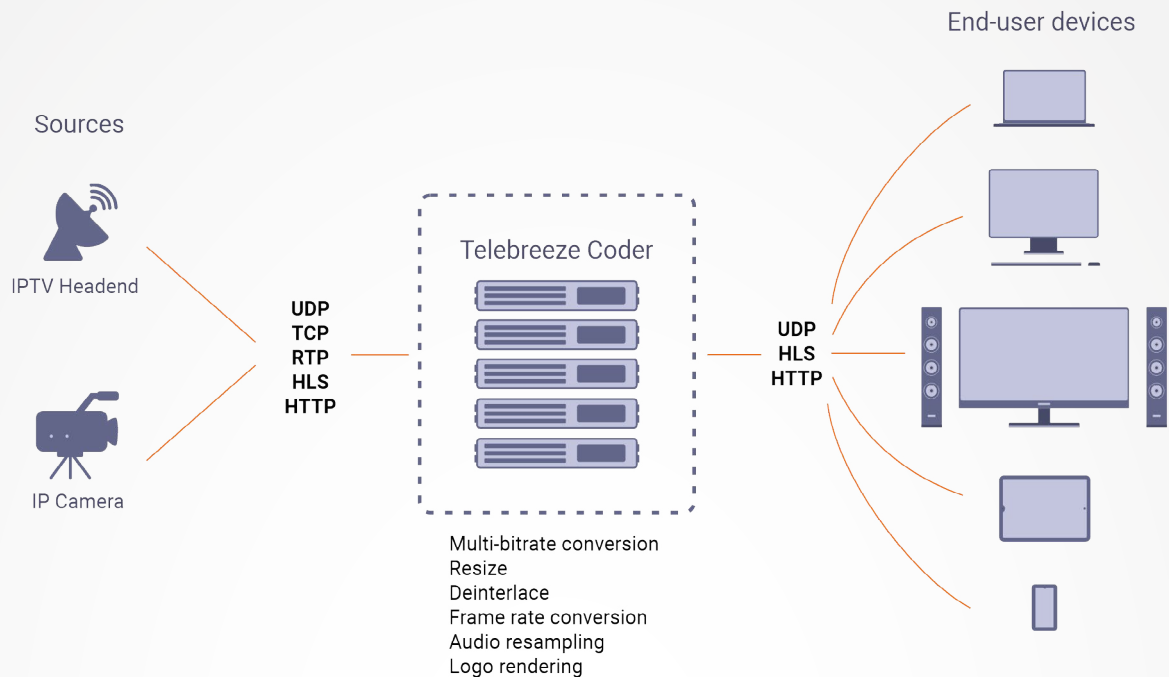 Sources
IPTV Headend
IP Camera
UDP
TCP
RTP
HLS
HTTP
Telebreeze Coder
Multi-bitrate conversion
Resize
Deinterlace
Frame rate conversion
Audio resampling
Logo rendering
UDP
HLS
HTTP
End-user devices